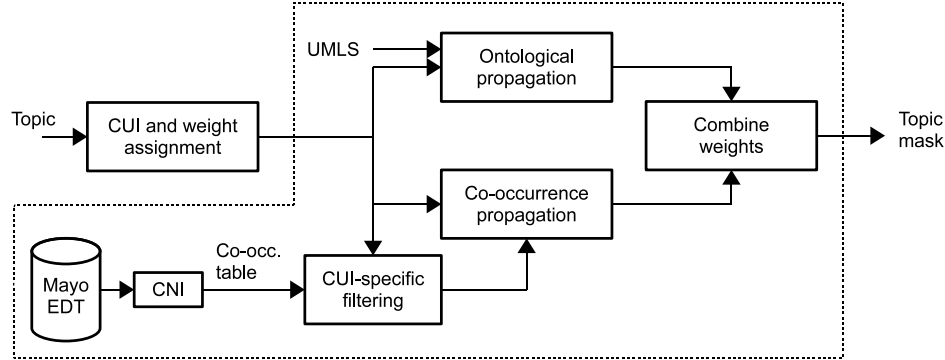 UMLS
Ontological
propagation
Topic
CUI and weight
assignment
Combine
weights
Topic
mask
Co-occurrence
propagation
Co-occ.
table
Mayo
EDT
CNI
CUI-specific
filtering